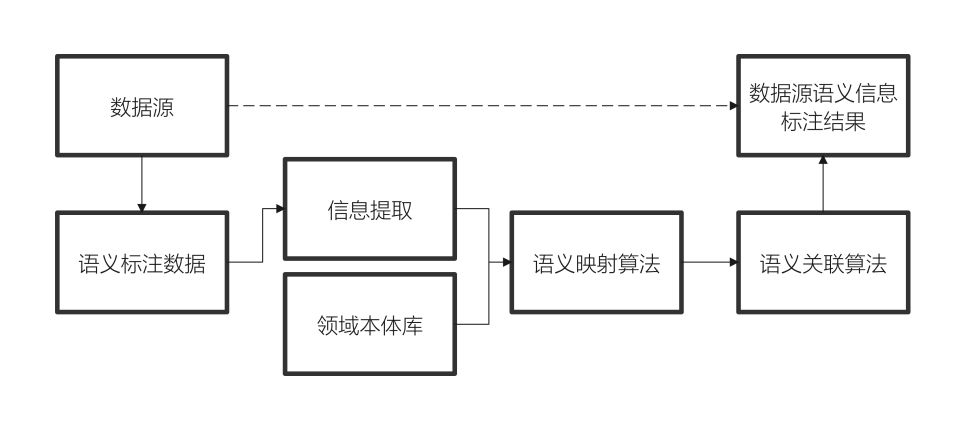 数据源
数据源语义信息
标注结果
信息提取
语义标注数据
语义映射算法
语义关联算法
领域本体库